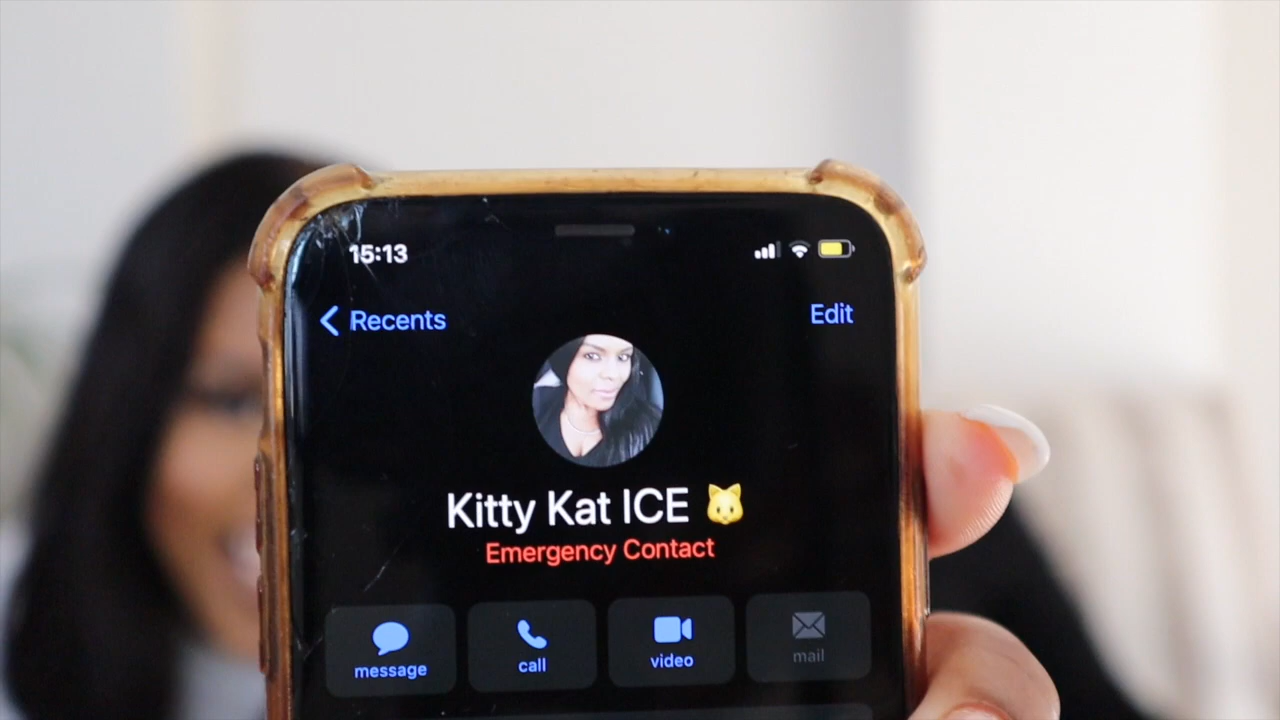 15:13
Recents
Edit
Kitty Kat ICE 🐱
Emergency Contact
message
call
video
mail